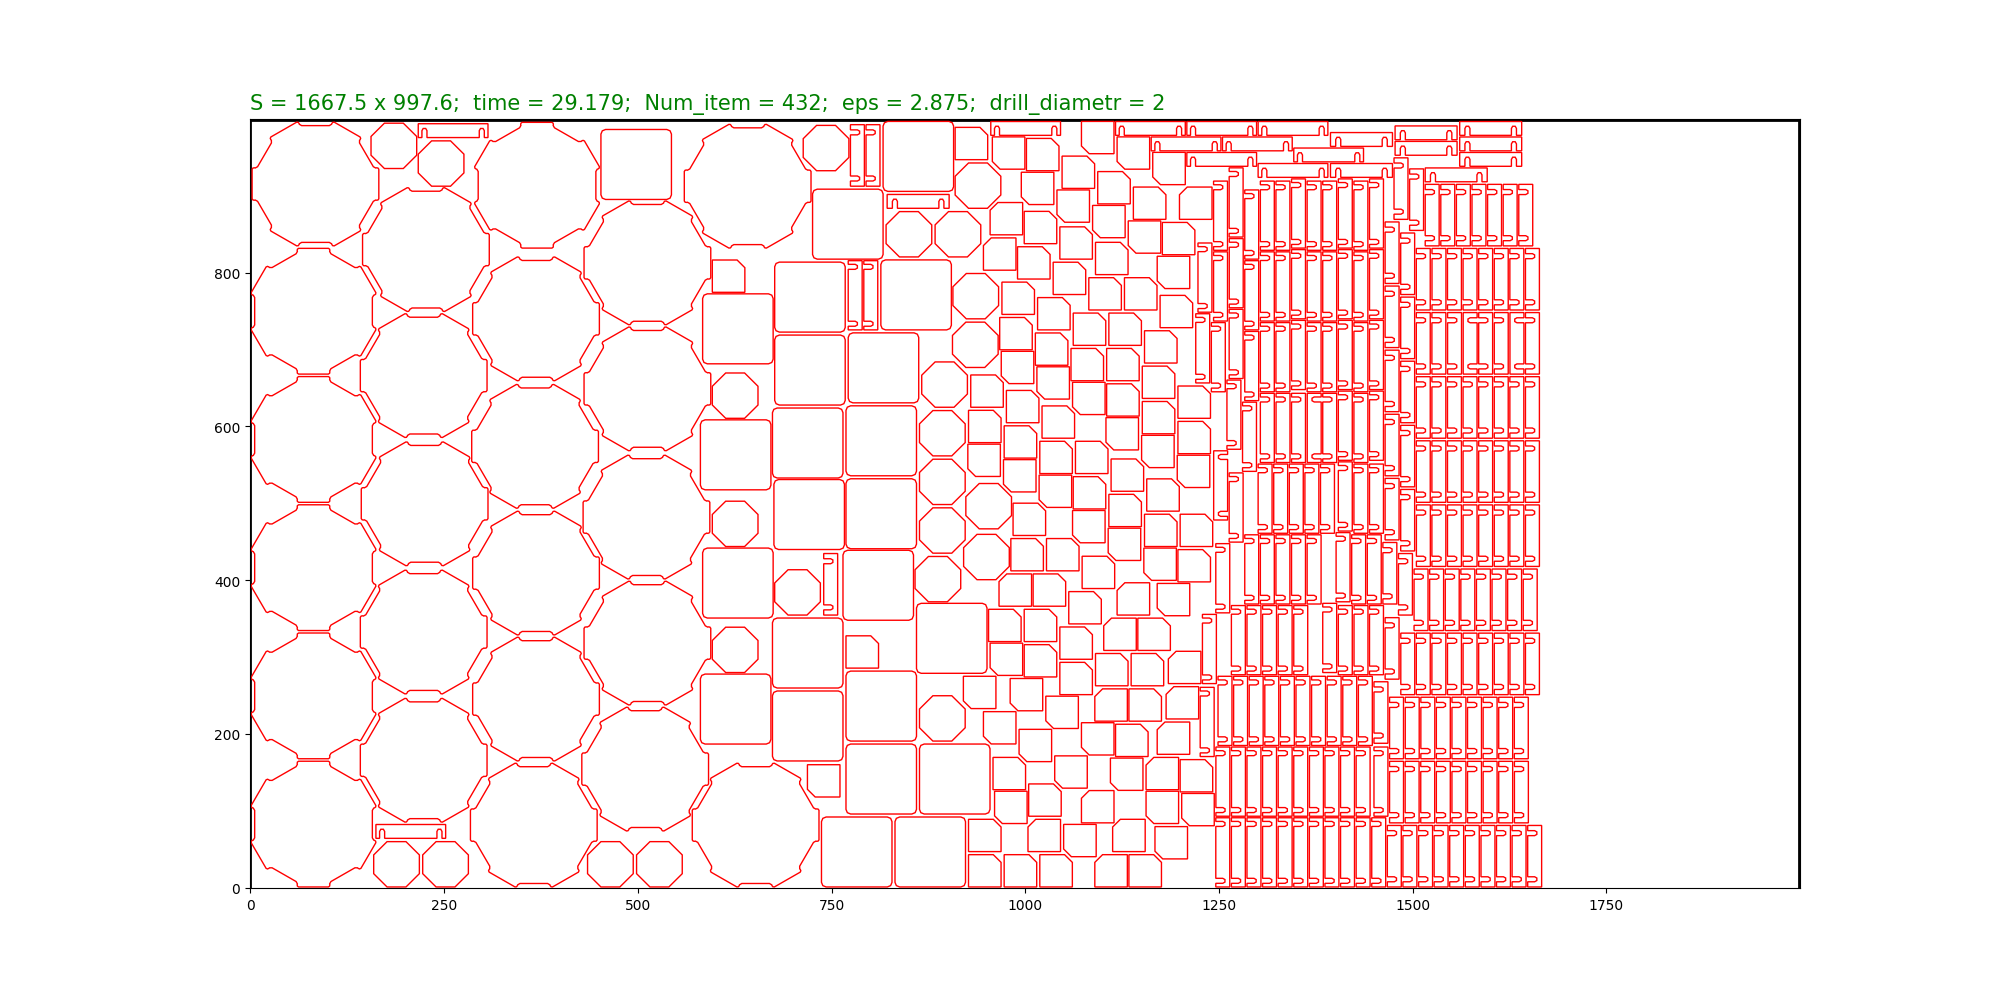 S = 1667.5 x 997.6;  time = 29.179;  Num_item = 432;  eps = 2.875;  drill_diametr = 2
800
600
400
200
0
0 250 500 750 1000 1250 1500 1750